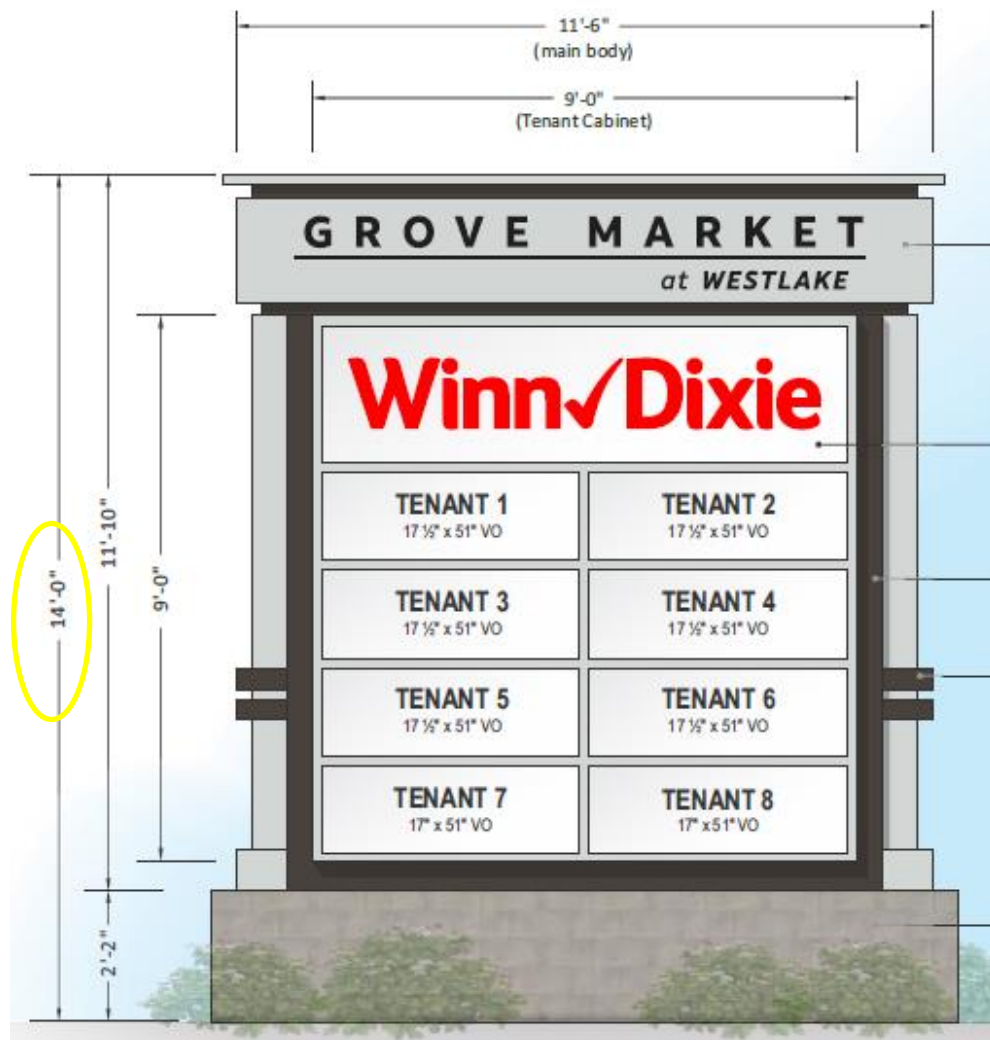 11'-6"
(main body)
9'-0"
(Tenant Cabinet)
GROVE MARKET
at WESTLAKE
Winn✓Dixie
TENANT 1
17 ½" x 51" VO
TENANT 2
17 ½" x 51" VO
TENANT 3
17 ½" x 51" VO
TENANT 4
17 ½" x 51" VO
TENANT 5
17 ½" x 51" VO
TENANT 6
17 ½" x 51" VO
TENANT 7
17" x 51" VO
TENANT 8
17" x51" VO
14'-0"
11'-10"
9'-0"
2'-2"